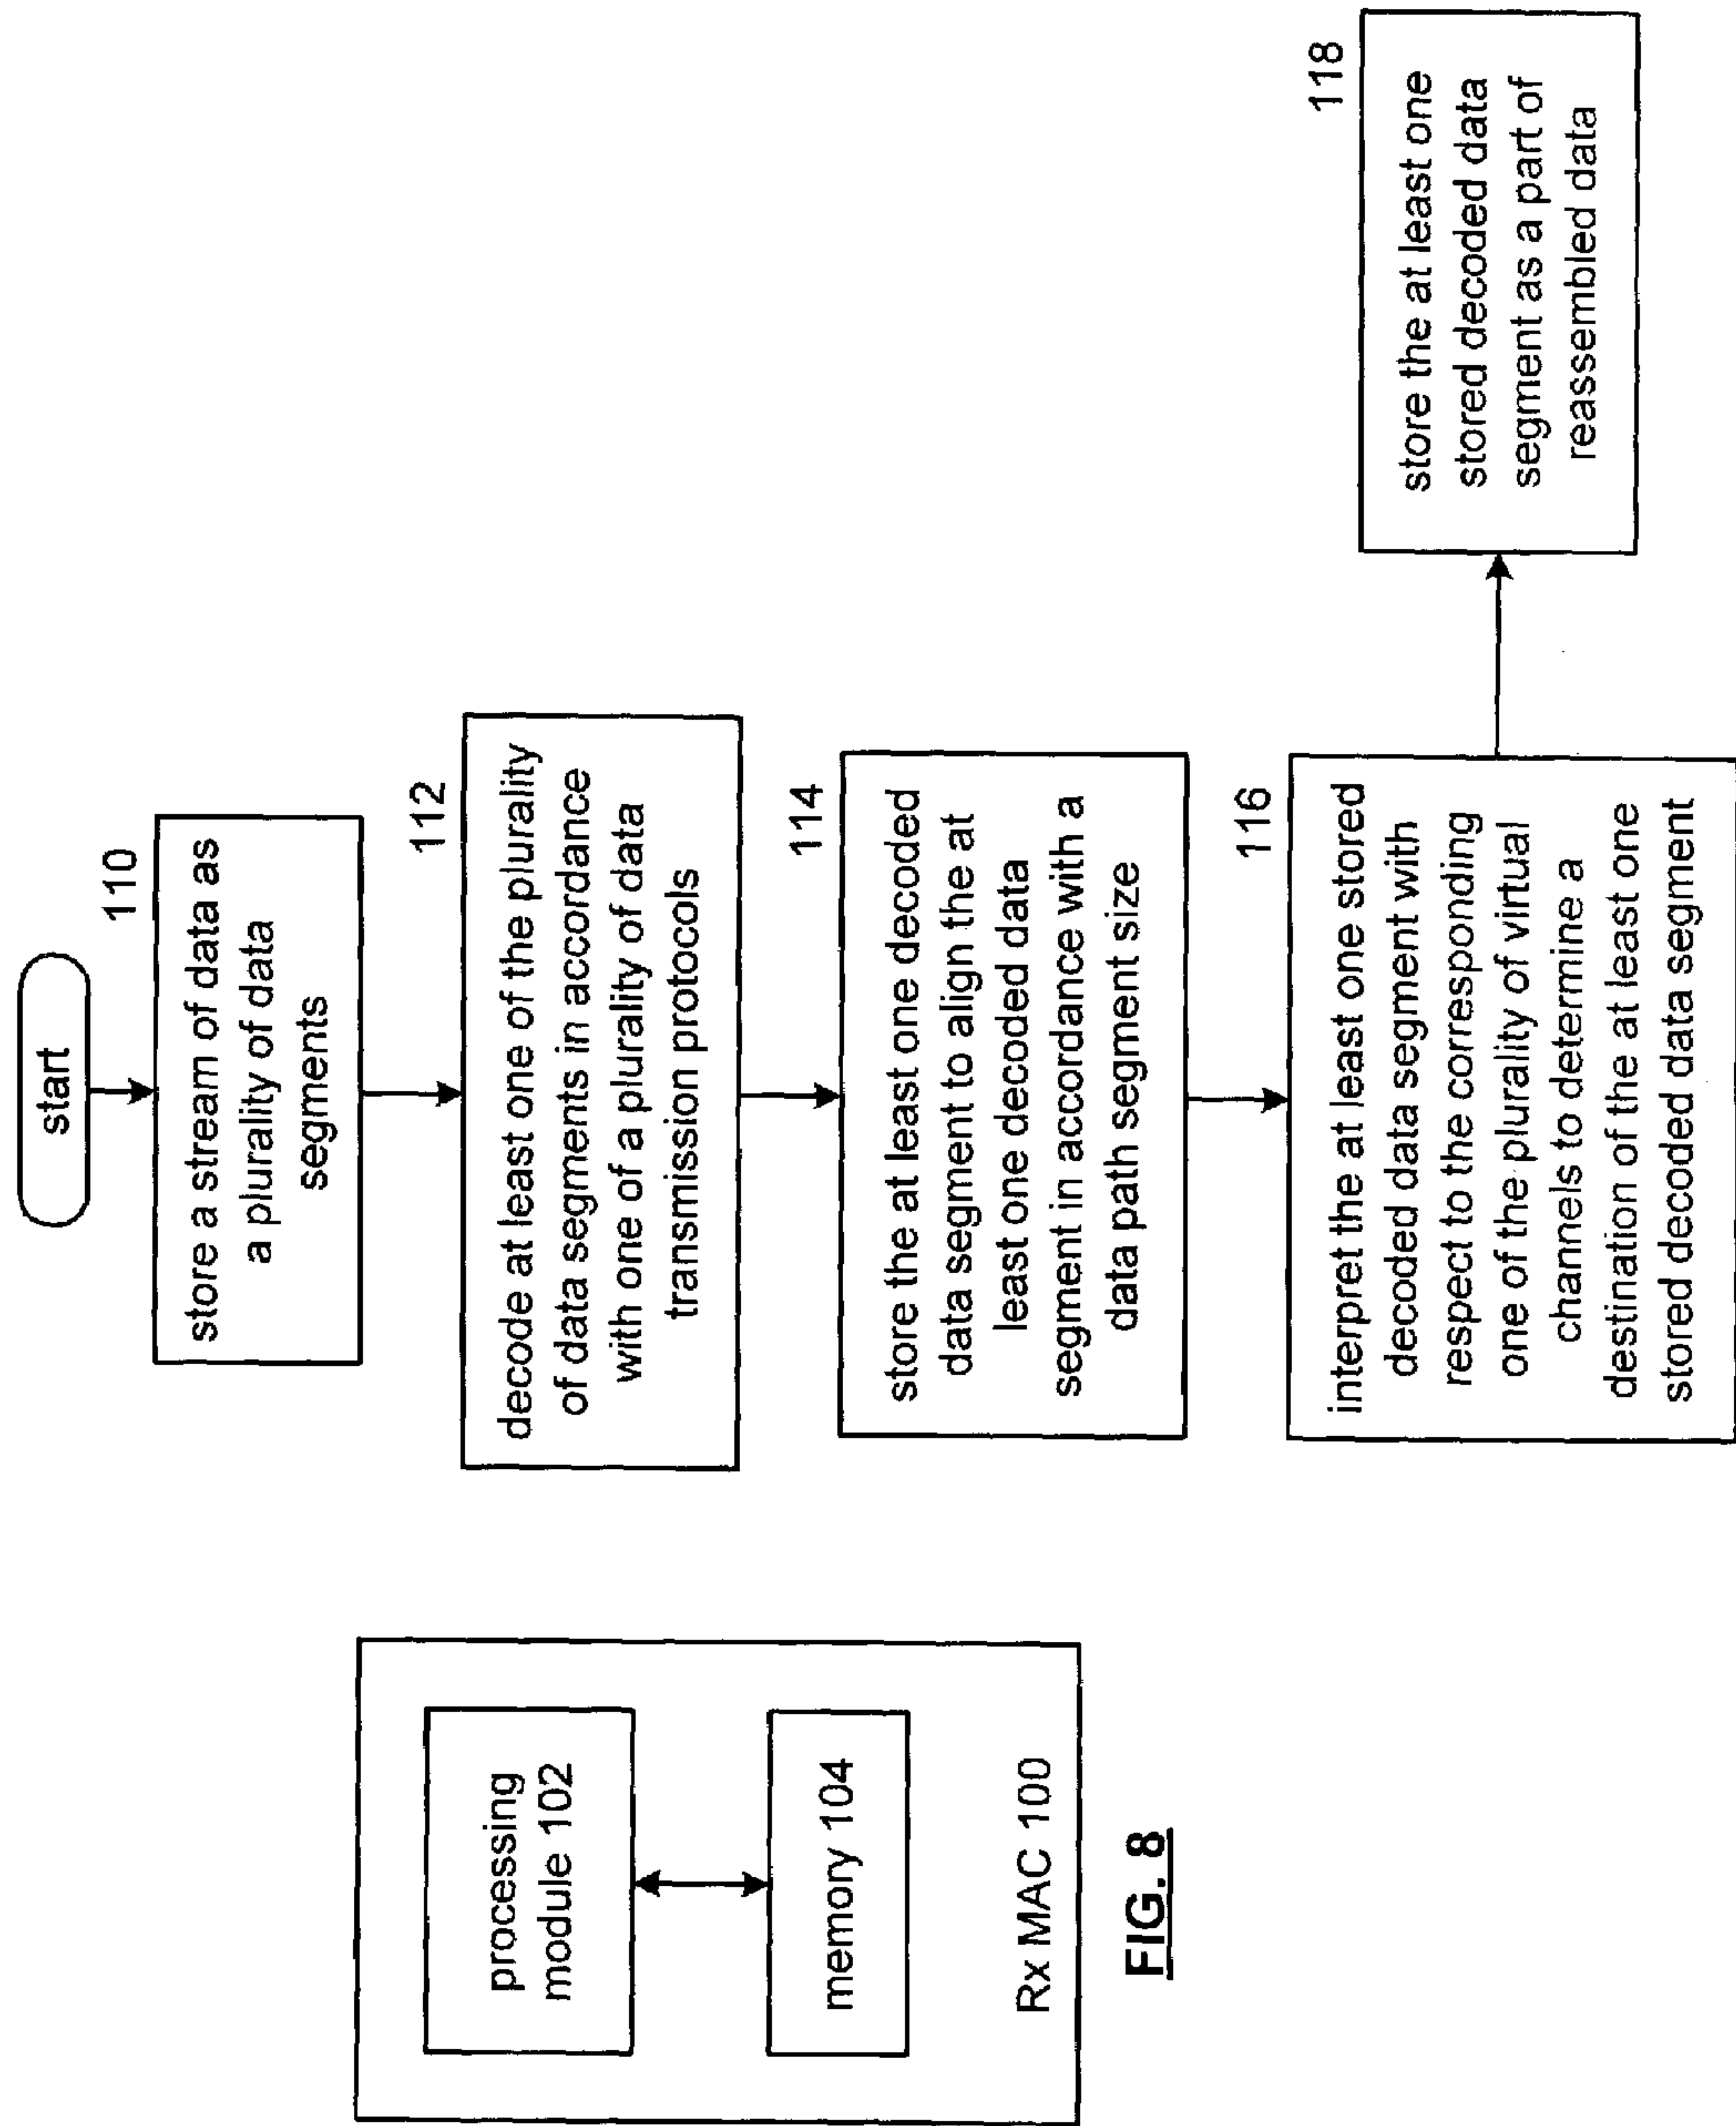 processing
module 102
memory 104
Rx MAC 100
FIG. 8
start
110
store a stream of data as
a plurality of data
segments
112
decode at least one of the plurality
of data segments in accordance
with one of a plurality of data
transmission protocols
114
store the at least one decoded
data segment to align the at
least one decoded data
segment in accordance with a
data path segment size
116
interpret the at least one stored
decoded data segment with
respect to the corresponding
one of the plurality of virtual
channels to determine a
destination of the at least one
stored decoded data segment
118
store the at least one
stored decoded data
segment as a part of
reassembled data